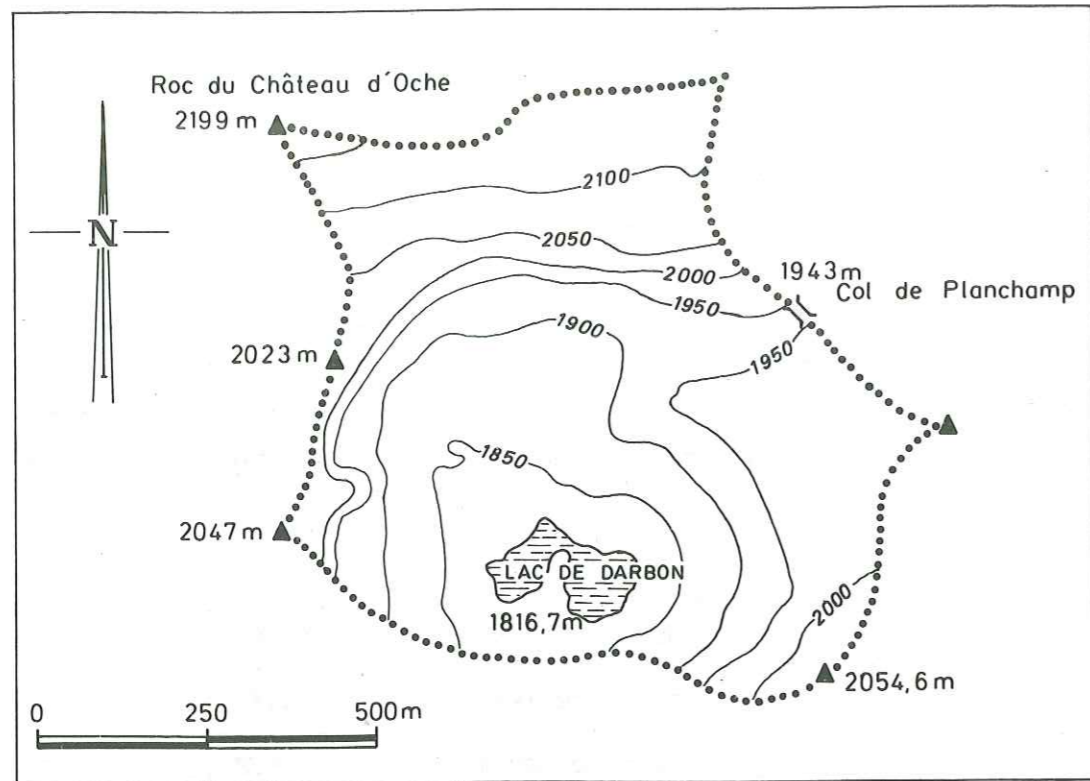 Roc du Château d'Oche
2199 m
N
2100
2050
2000
1943 m
Col de Planchamp
1950
1900
1950
2023 m
1850
2047 m
LAC DE DARBON
1816,7 m
2000
2054,6 m
0 250 500 m